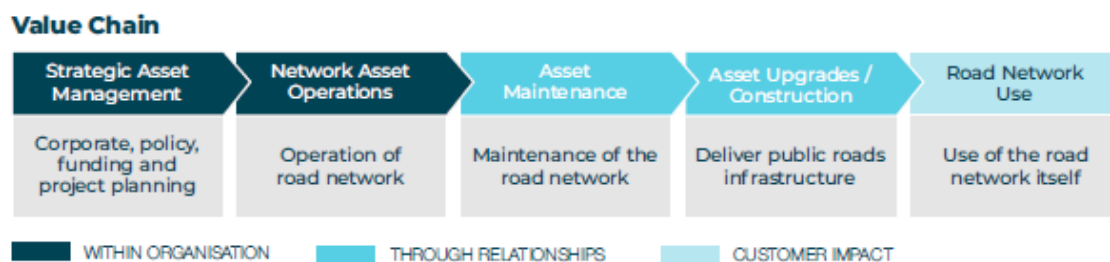 Value Chain
Strategic Asset
Management
Network Asset
Operations
Asset
Maintenance
Asset Upgrades /
Construction
Road Network
Use
Corporate, policy,
funding and
project planning
Operation of
road network
Maintenance of the
road network
Deliver public roads
infrastructure
Use of the road
network itself
WITHIN ORGANISATION
THROUGH RELATIONSHIPS
CUSTOMER IMPACT